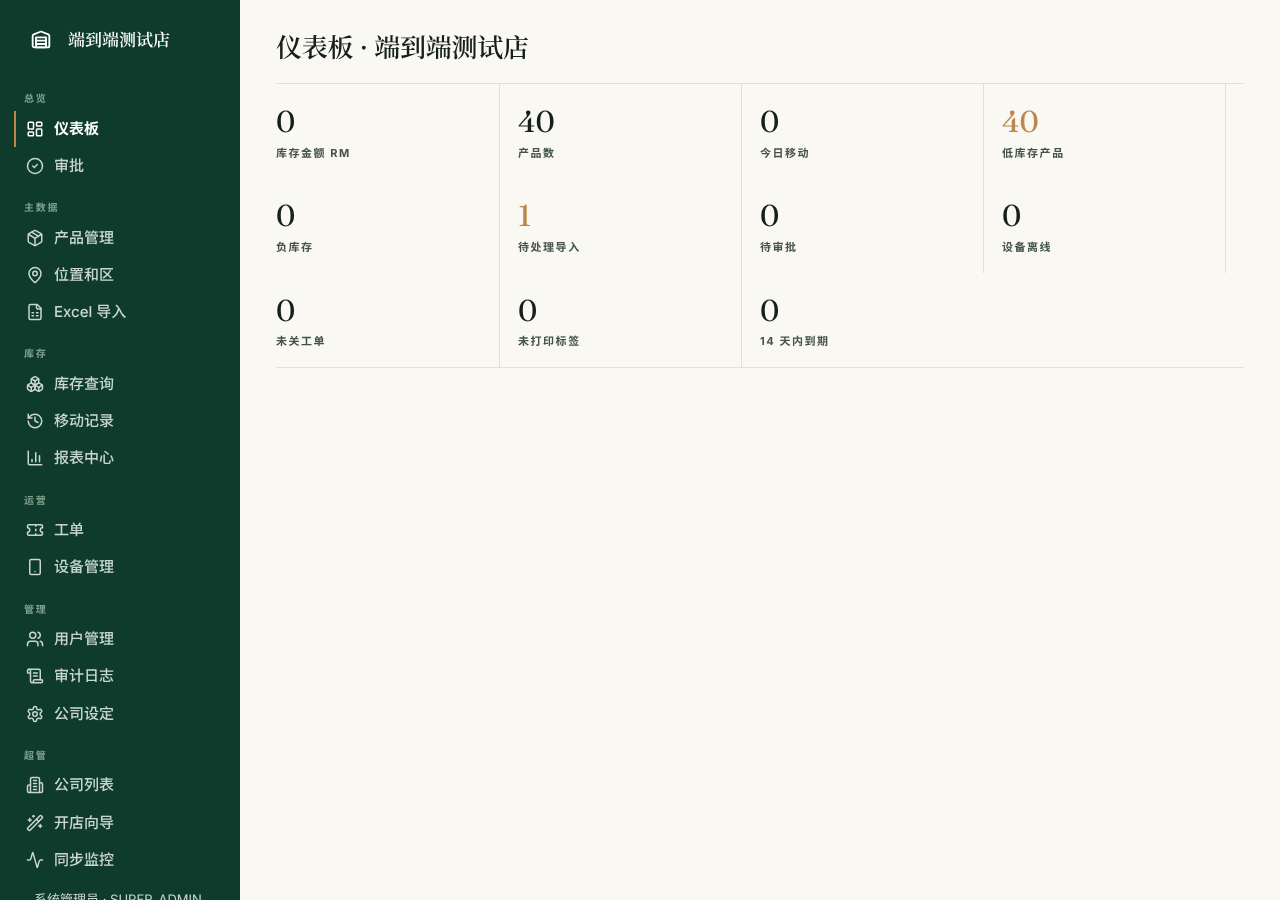 端到端测试店
总览
仪表板
审批
主数据
产品管理
位置和区
Excel 导入
库存
库存查询
移动记录
报表中心
运营
工单
设备管理
管理
用户管理
审计日志
公司设定
超管
公司列表
开店向导
同步监控
系统管理员 · SUPER_ADMIN
仪表板 · 端到端测试店
0 40 0 40
库存金额 RM 产品数 今日移动 低库存产品
0 1 0 0
负库存 待处理导入 待审批 设备离线
0 0 0
未关工单 未打印标签 14 天内到期